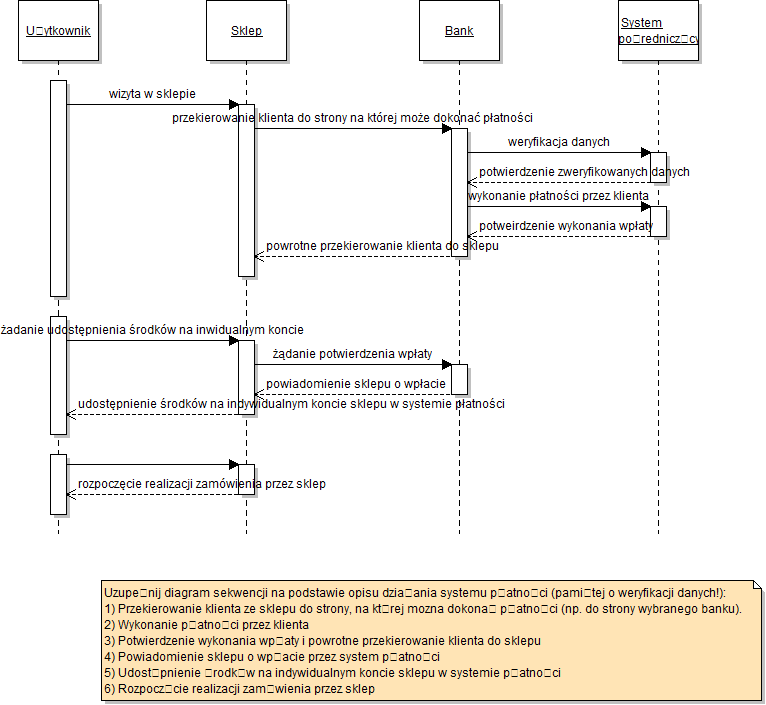 U□ytkownik
Sklep
Bank
System
po□rednicz□cy
wizyta w sklepie
przekierowanie klienta do strony na której może dokonać płatności
weryfikacja danych
potwierdzenie zweryfikowanych danych
wykonanie płatności przez klienta
potweirdzenie wykonania wpłaty
powrotne przekierowanie klienta do sklepu
żadanie udostępnienia środków na inwidualnym koncie
żądanie potwierdzenia wpłaty
powiadomienie sklepu o wpłacie
udostępnienie środków na indywidualnym koncie sklepu w systemie płatności
rozpoczęcie realizacji zamówienia przez sklep
Uzupe□nij diagram sekwencji na podstawie opisu dzia□ania systemu p□atno□ci (pami□tej o weryfikacji danych!):
1) Przekierowanie klienta ze sklepu do strony, na kt□rej mozna dokona□ p□atno□ci (np. do strony wybranego banku).
2) Wykonanie p□atno□ci przez klienta
3) Potwierdzenie wykonania wp□aty i powrotne przekierowanie klienta do sklepu
4) Powiadomienie sklepu o wp□acie przez system p□atno□ci
5) Udost□pnienie □rodk□w na indywidualnym koncie sklepu w systemie p□atno□ci
6) Rozpocz□cie realizacji zam□wienia przez sklep